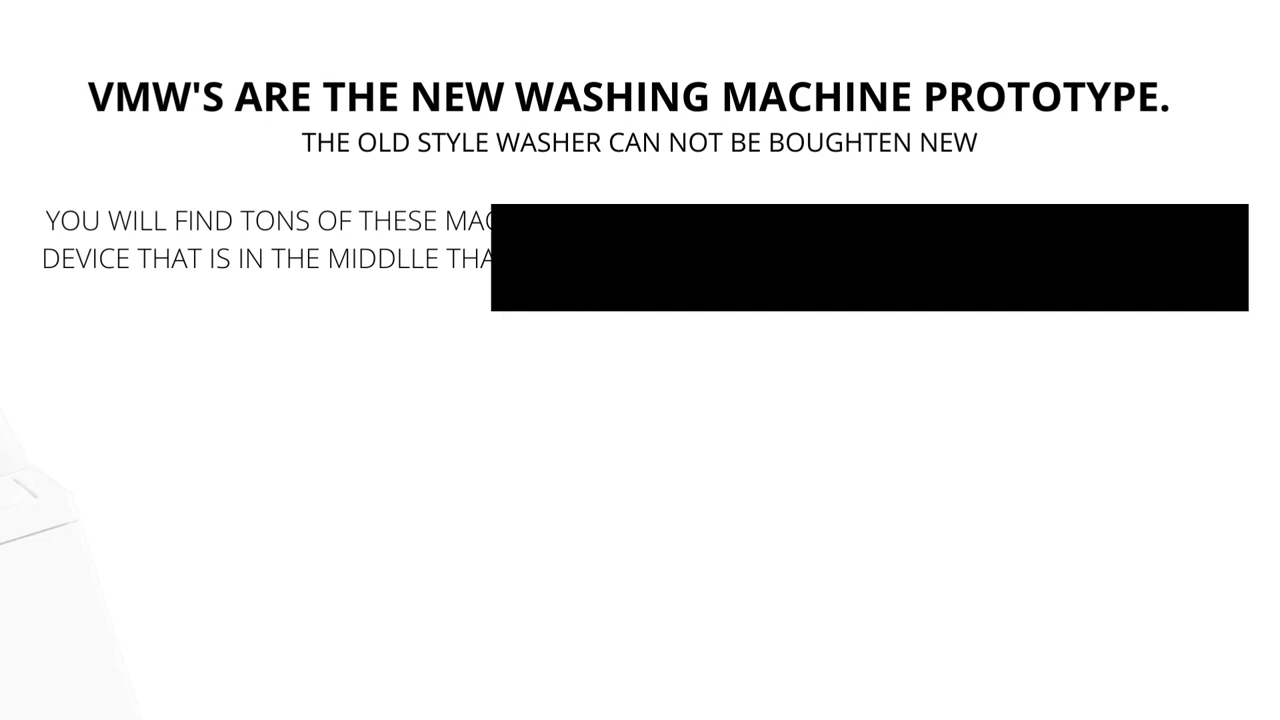 VMW'S ARE THE NEW WASHING MACHINE PROTOTYPE.
THE OLD STYLE WASHER CAN NOT BE BOUGHTEN NEW
YOU WILL FIND TONS OF THESE
DEVICE THAT IS IN THE MIDDLLE